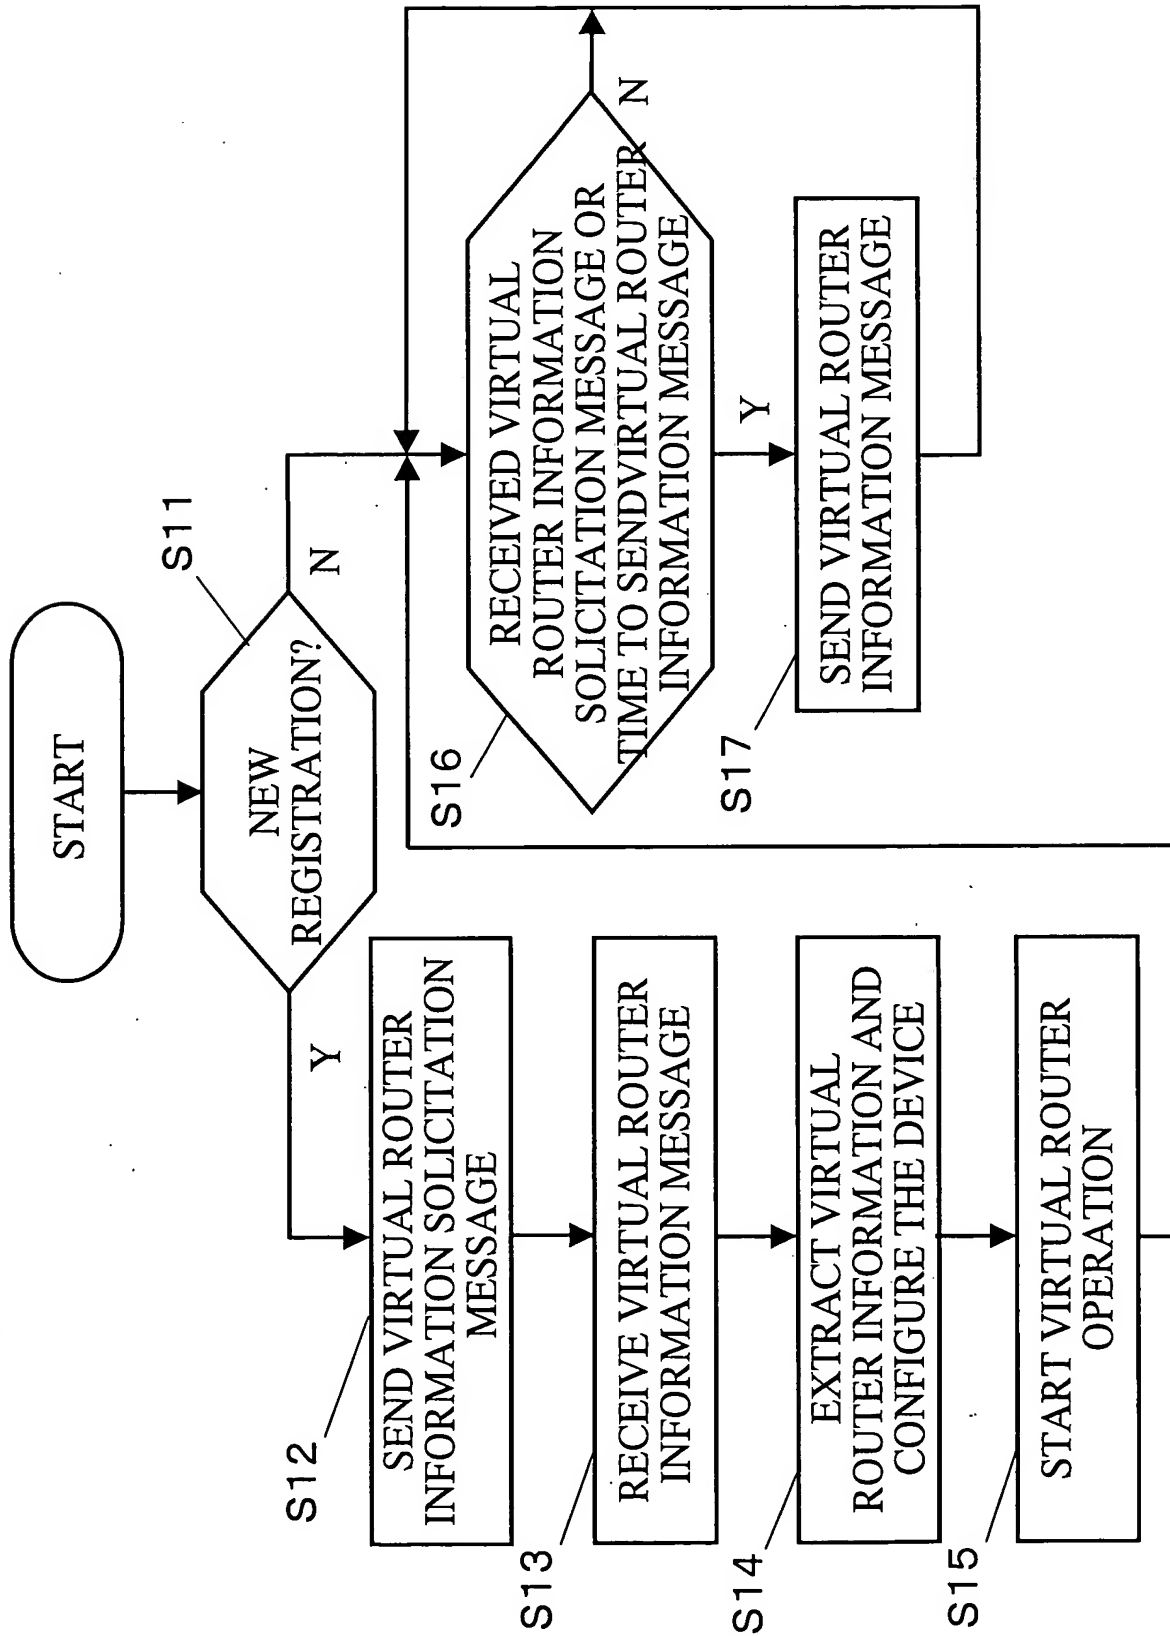 START
S11
NEW
REGISTRATION?
Y
N
S12
SEND VIRTUAL ROUTER
INFORMATION SOLICITATION
MESSAGE
S13
RECEIVE VIRTUAL ROUTER
INFORMATION MESSAGE
S14
EXTRACT VIRTUAL
ROUTER INFORMATION AND
CONFIGURE THE DEVICE
S15
START VIRTUAL ROUTER
OPERATION
S16
RECEIVED VIRTUAL
ROUTER INFORMATION
SOLICITATION MESSAGE OR
TIME TO SENDVIRTUAL ROUTER
INFORMATION MESSAGE
N
Y
S17
SEND VIRTUAL ROUTER
INFORMATION MESSAGE